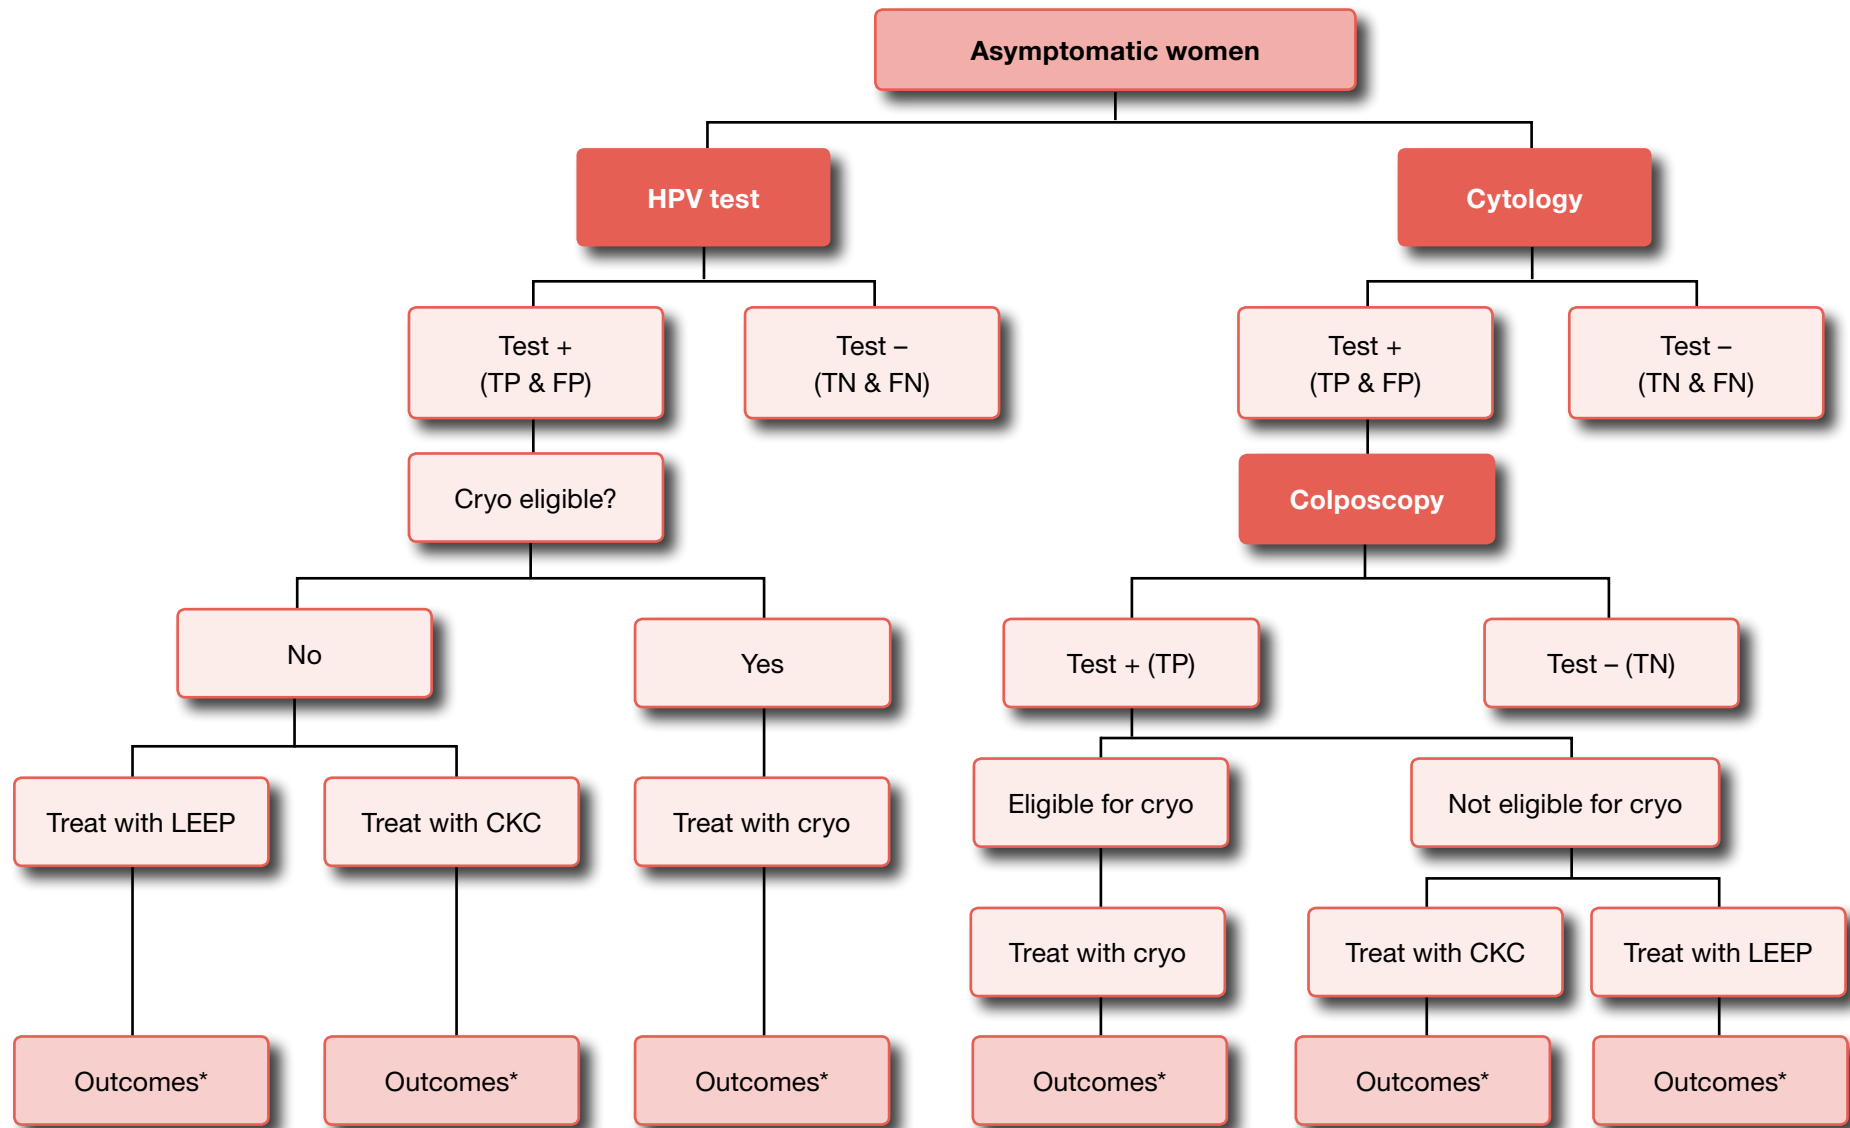 Asymptomatic women
HPV test
Cytology
Test +
(TP & FP)
Test –
(TN & FN)
Test +
(TP & FP)
Test –
(TN & FN)
Cryo eligible?
Colposcopy
No
Yes
Test + (TP)
Test – (TN)
Treat with LEEP
Treat with CKC
Treat with cryo
Eligible for cryo
Not eligible for cryo
Treat with cryo
Treat with CKC
Treat with LEEP
Outcomes*
Outcomes*
Outcomes*
Outcomes*
Outcomes*
Outcomes*